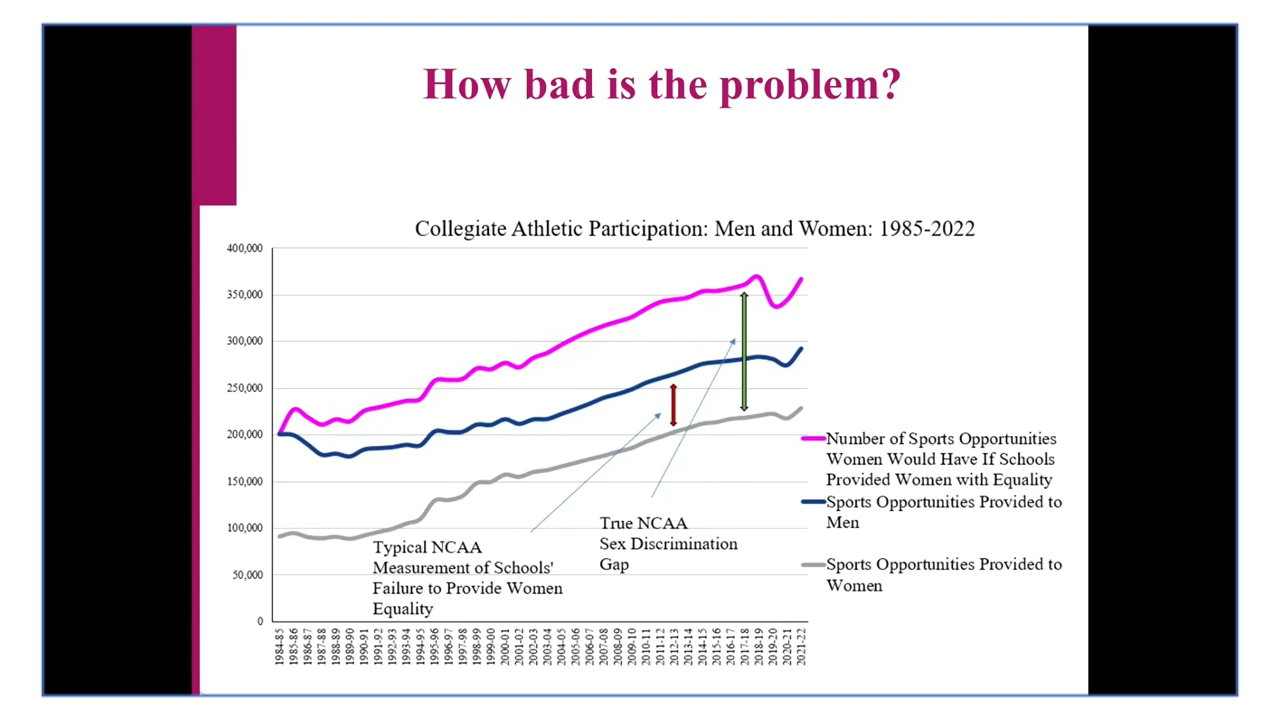 How bad is the problem?
Collegiate Athletic Participation: Men and Women: 1985-2022
400,000
350,000
300,000
250,000
200,000
150,000
100,000
50,000
0
Number of Sports Opportunities
Women Would Have If Schools
Provided Women with Equality
Sports Opportunities Provided to
Men
Sports Opportunities Provided to
Women
True NCAA
Sex Discrimination
Gap
Typical NCAA
Measurement of Schools'
Failure to Provide Women
Equality
1984-85
1985-86
1986-87
1987-88
1988-89
1989-90
1990-91
1991-92
1992-93
1993-94
1994-95
1995-96
1996-97
1997-98
1998-99
1999-00
2000-01
2001-02
2002-03
2003-04
2004-05
2005-06
2006-07
2007-08
2008-09
2009-10
2010-11
2011-12
2012-13
2013-14
2014-15
2015-16
2016-17
2017-18
2018-19
2019-20
2020-21
2021-22